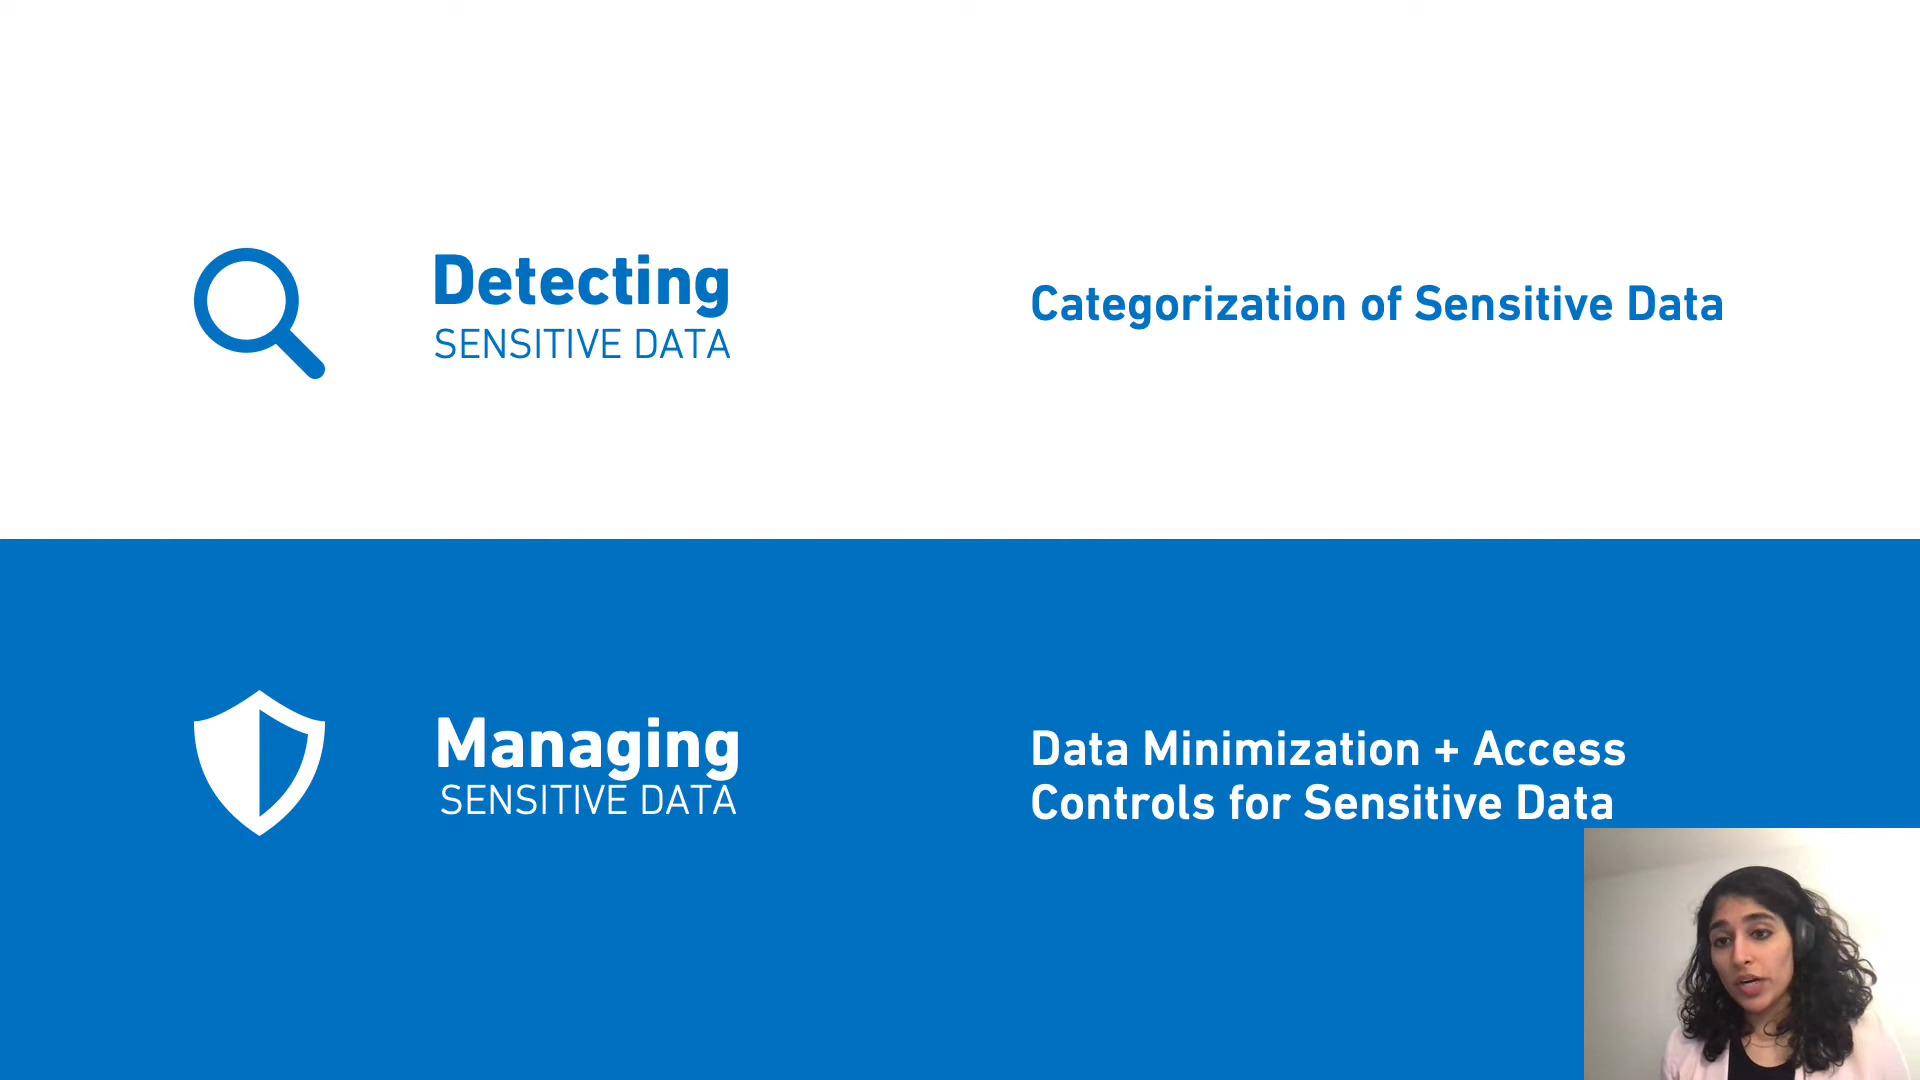 Detecting
SENSITIVE DATA
Categorization of Sensitive Data
Managing
SENSITIVE DATA
Data Minimization + Access
Controls for Sensitive Data